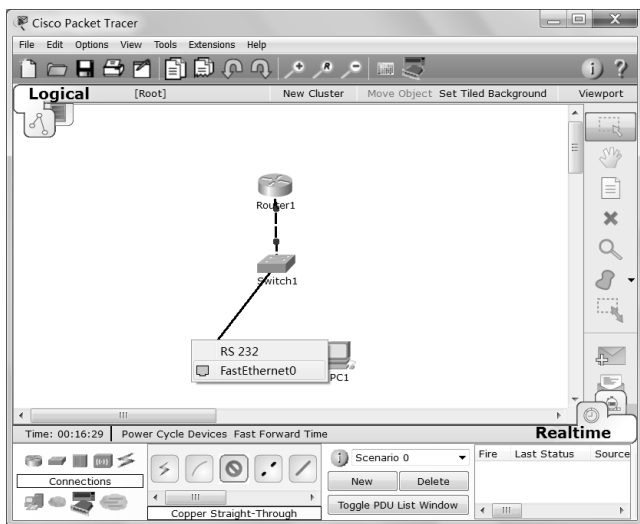 Cisco Packet Tracer
File Edit Options View Tools Extensions Help
Logical [Root] New Cluster Move Object Set Tiled Background Viewport
Router1
Switch1
RS 232
FastEthernet0
PC1
Time: 00:16:29 Power Cycle Devices Fast Forward Time Realtime
Scenario 0 Fire Last Status Source
Connections New Delete
Toggle PDU List Window
Copper Straight-Through